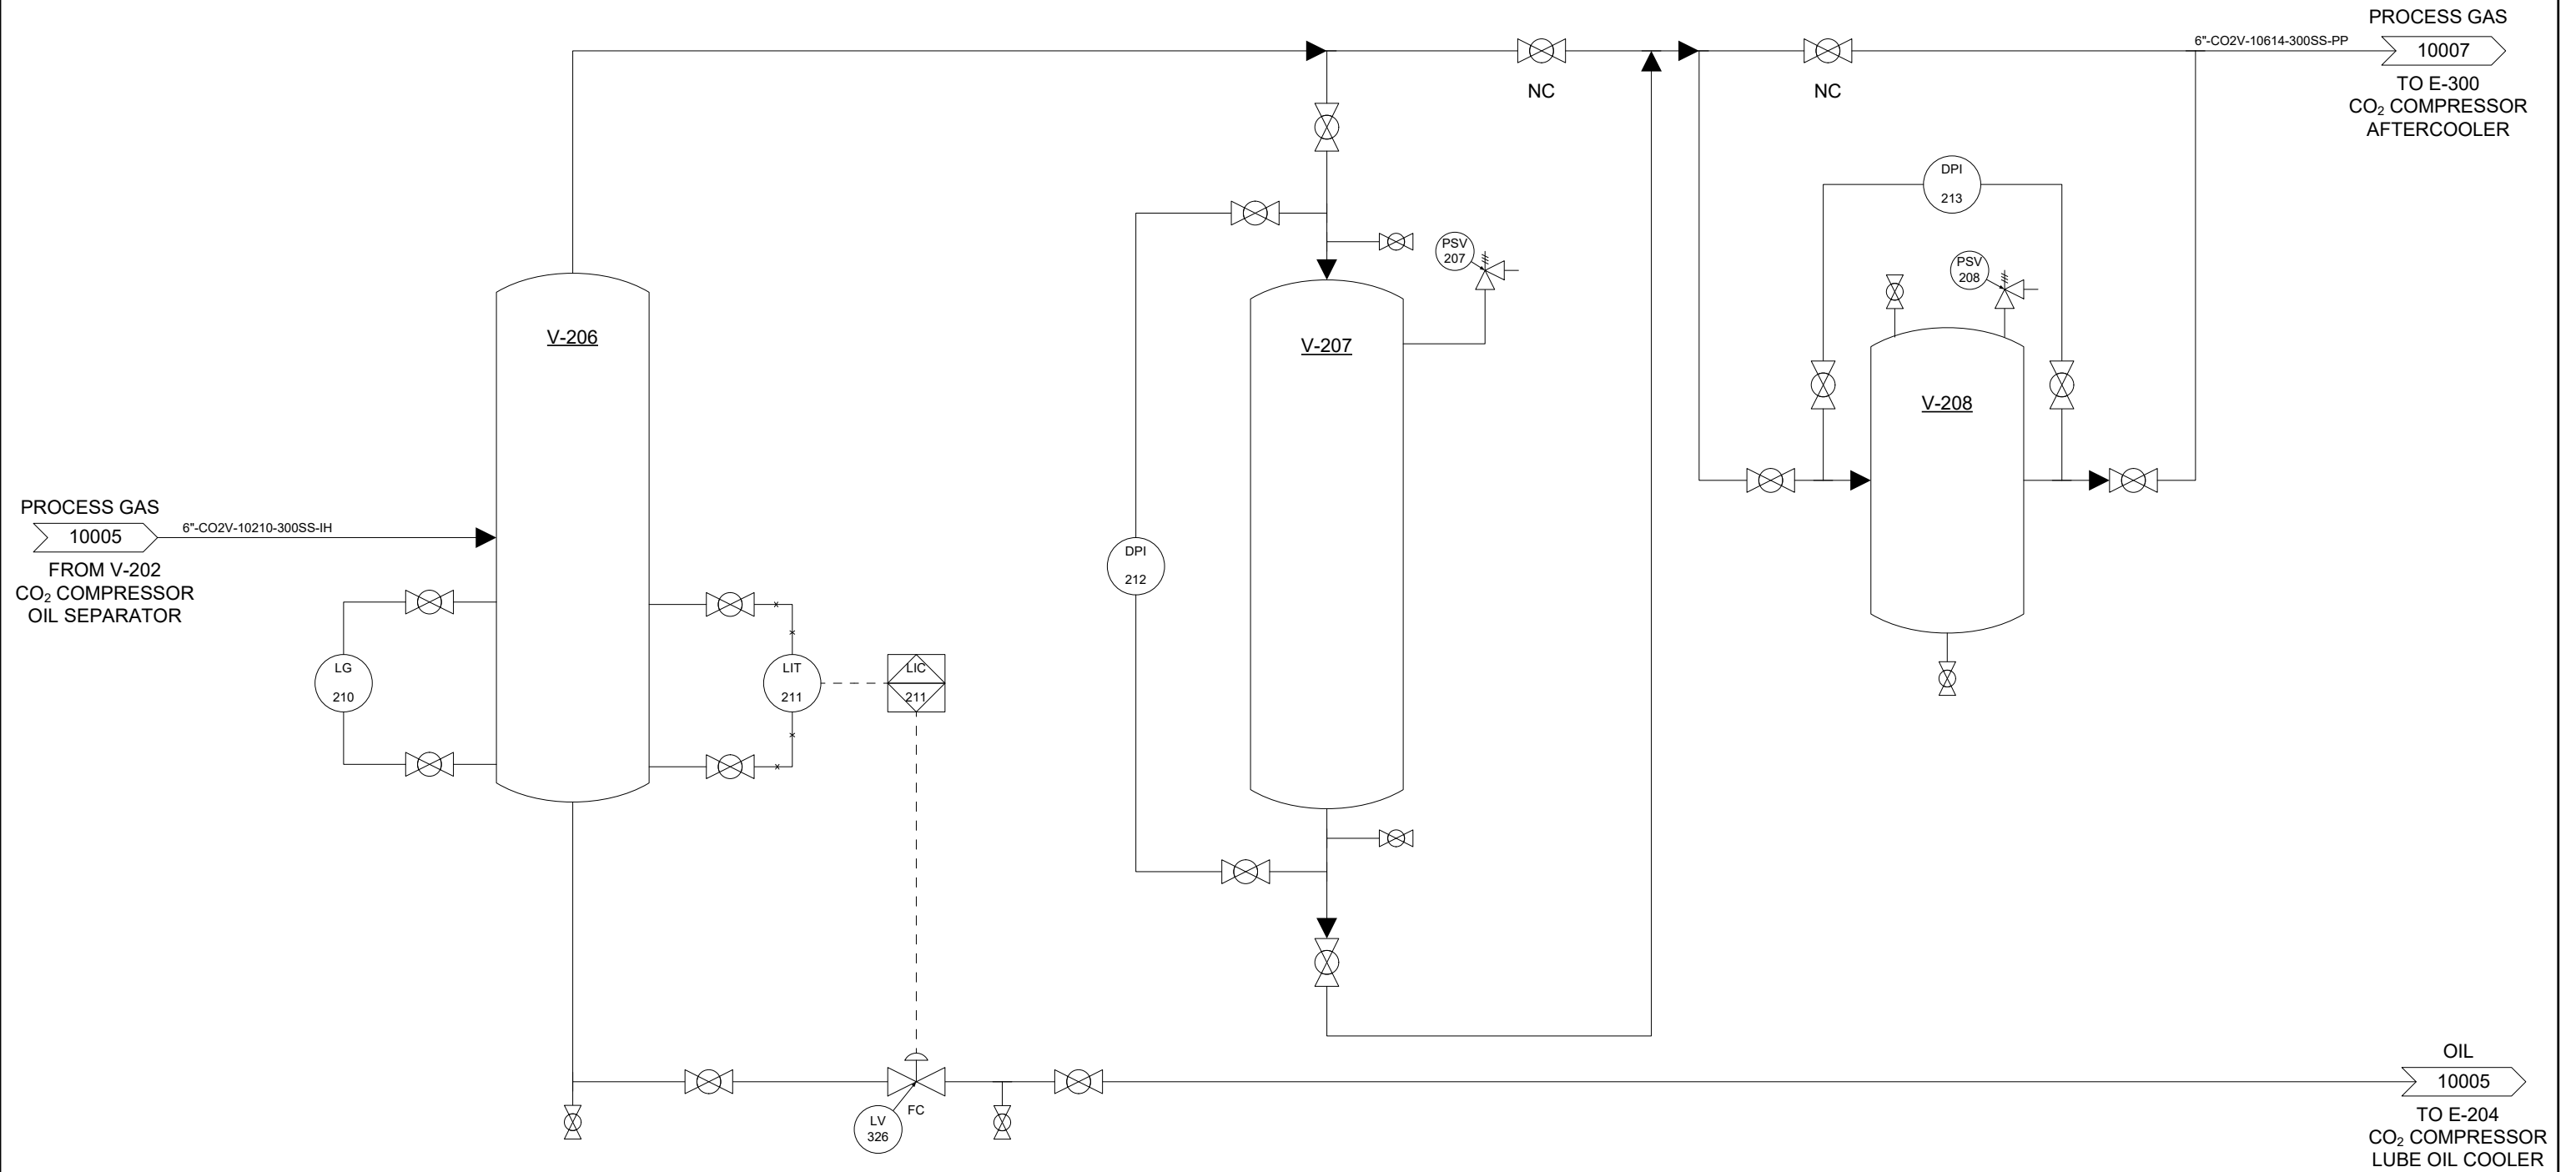 PROCESS GAS
10007
6"-CO2V-10614-300SS-PP
TO E-300
CO₂ COMPRESSOR
AFTERCOOLER
NC
NC
DPI
213
PSV
207
PSV
208
V-206
V-207
V-208
PROCESS GAS
10005
6"-CO2V-10210-300SS-IH
FROM V-202
CO₂ COMPRESSOR
OIL SEPARATOR
DPI
212
LG
210
LIT
211
LIC
211
LV
326
FC
OIL
10005
TO E-204
CO₂ COMPRESSOR
LUBE OIL COOLER